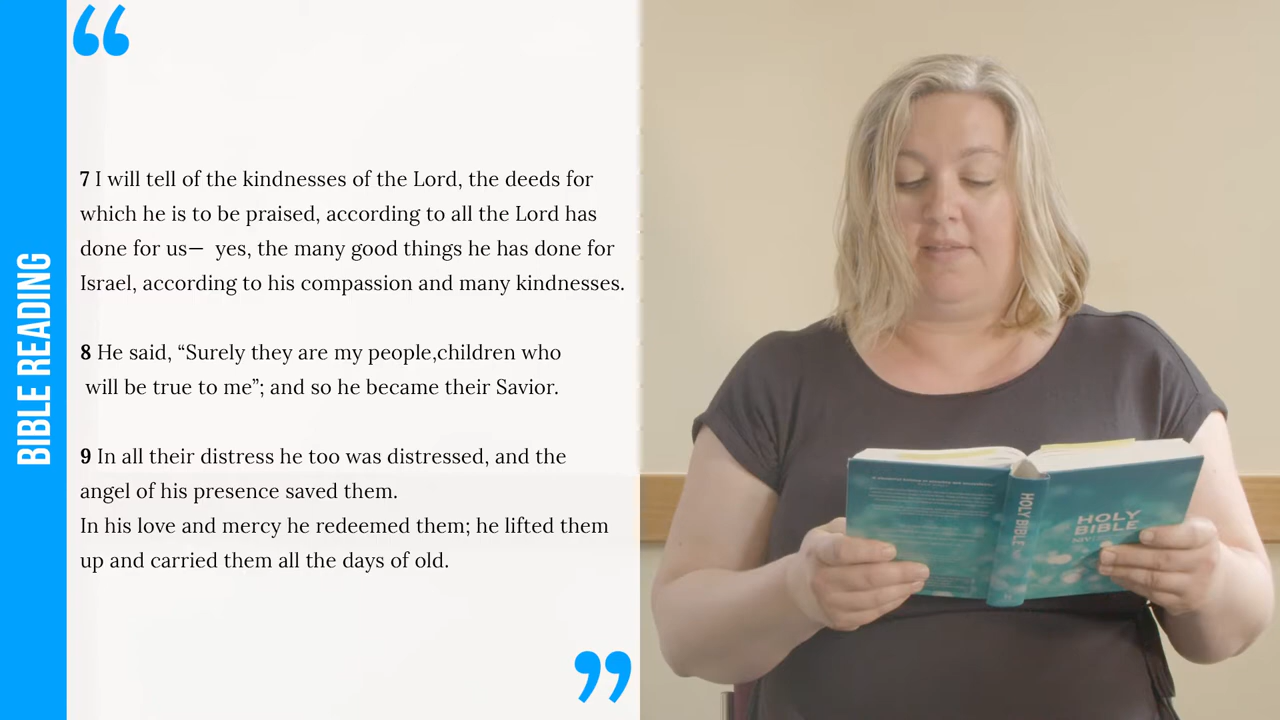 “
BIBLE READING
7 I will tell of the kindnesses of the Lord, the deeds for
which he is to be praised, according to all the Lord has
done for us—  yes, the many good things he has done for
Israel, according to his compassion and many kindnesses.
8 He said, “Surely they are my people,children who
will be true to me”; and so he became their Savior.
9 In all their distress he too was distressed, and the
angel of his presence saved them.
In his love and mercy he redeemed them; he lifted them
up and carried them all the days of old.
”
HOLY BIBLE
HOLY
BIBLE
NIV